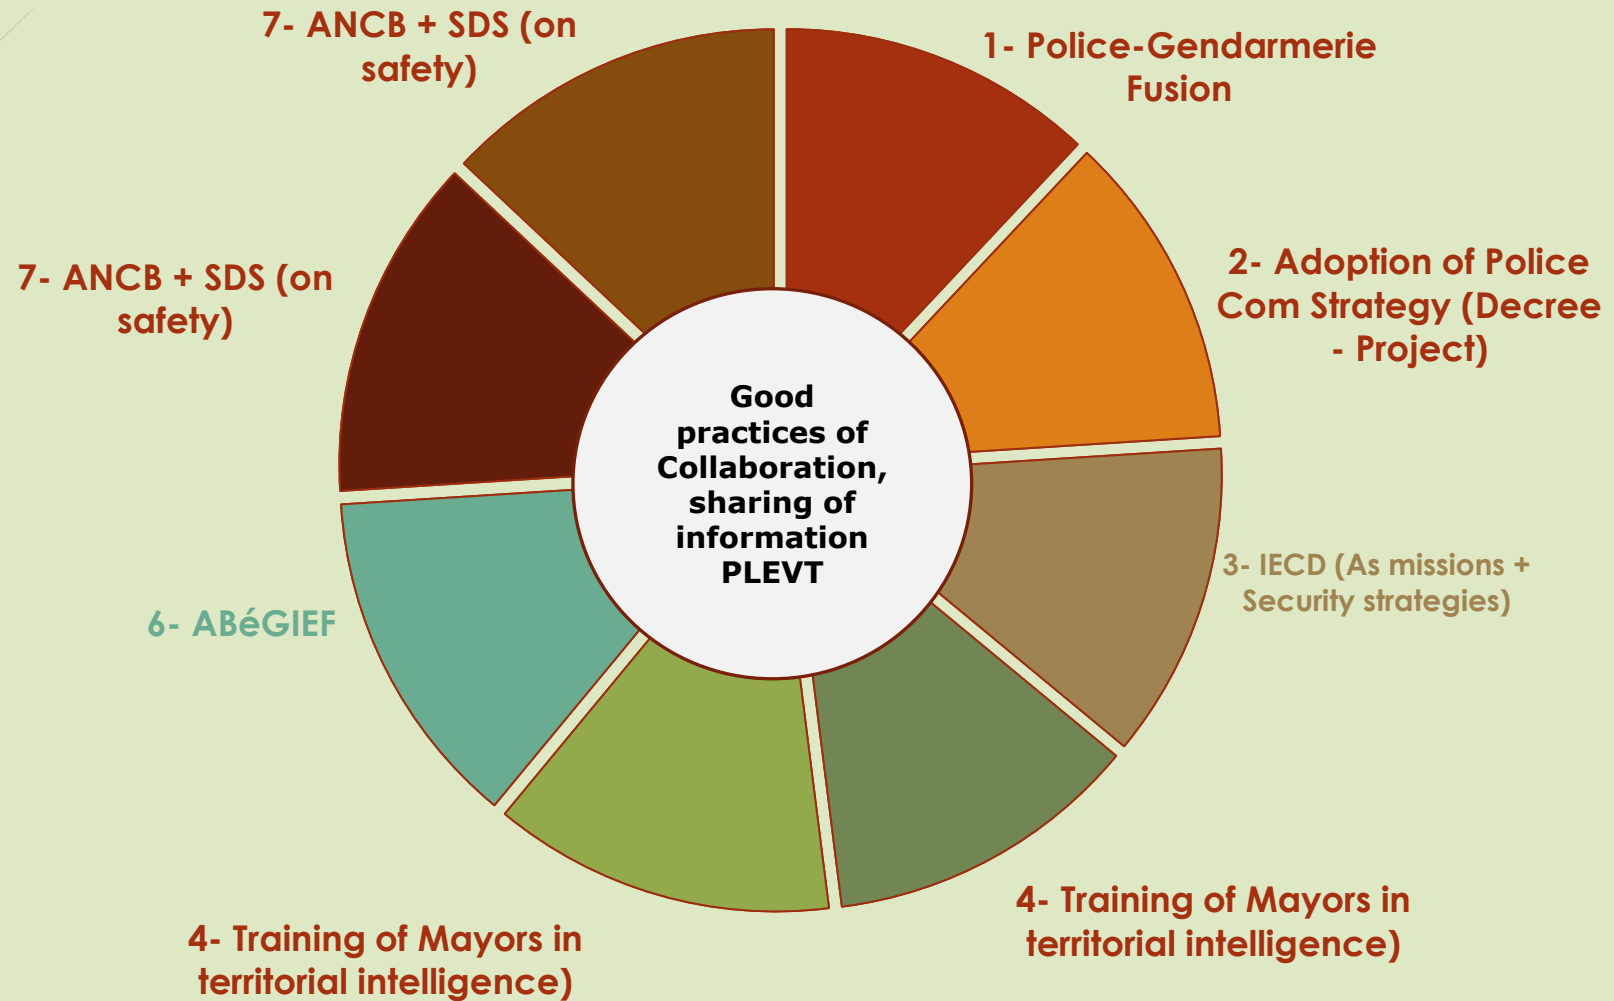 7- ANCB + SDS (on
safety)
1- Police-Gendarmerie
Fusion
2- Adoption of Police
Com Strategy (Decree
- Project)
7- ANCB + SDS (on
safety)
Good
practices of
Collaboration,
sharing of
information
PLEVT
3- IECD (As missions +
Security strategies)
6- ABéGIEF
4- Training of Mayors in
territorial intelligence)
4- Training of Mayors in
territorial intelligence)